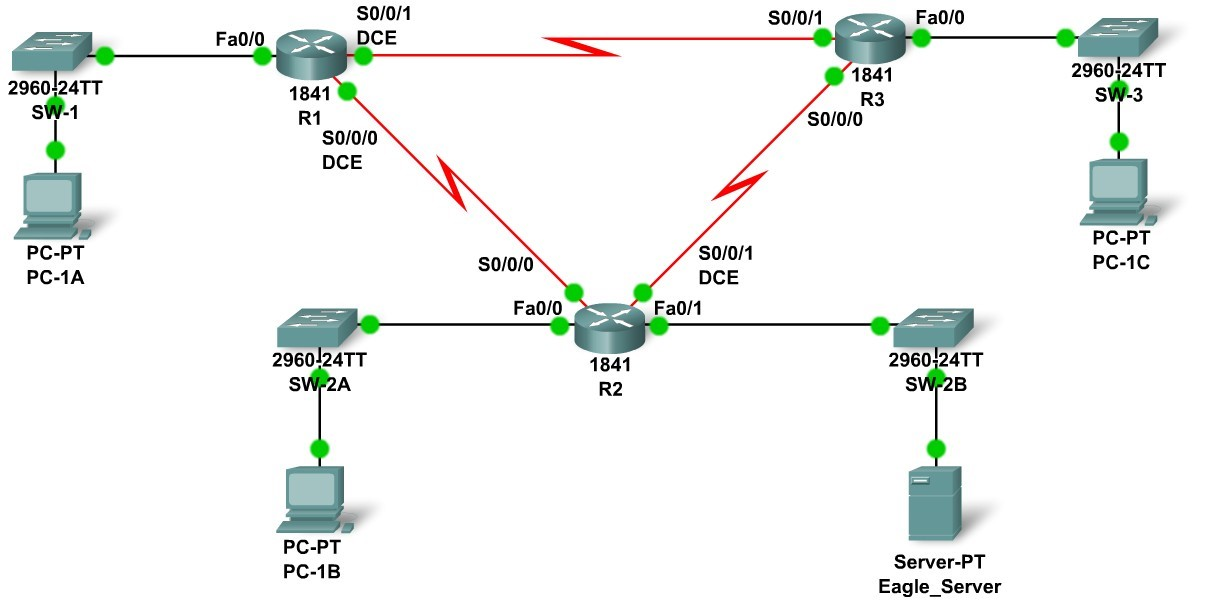 S0/0/1
DCE
Fa0/0
2960-24TT
SW-1
1841
R1
S0/0/0
DCE
PC-PT
PC-1A
S0/0/1
Fa0/0
1841
R3
S0/0/0
2960-24TT
SW-3
PC-PT
PC-1C
S0/0/0
S0/0/1
DCE
Fa0/0
Fa0/1
1841
R2
2960-24TT
SW-2A
PC-PT
PC-1B
2960-24TT
SW-2B
Server-PT
Eagle_Server